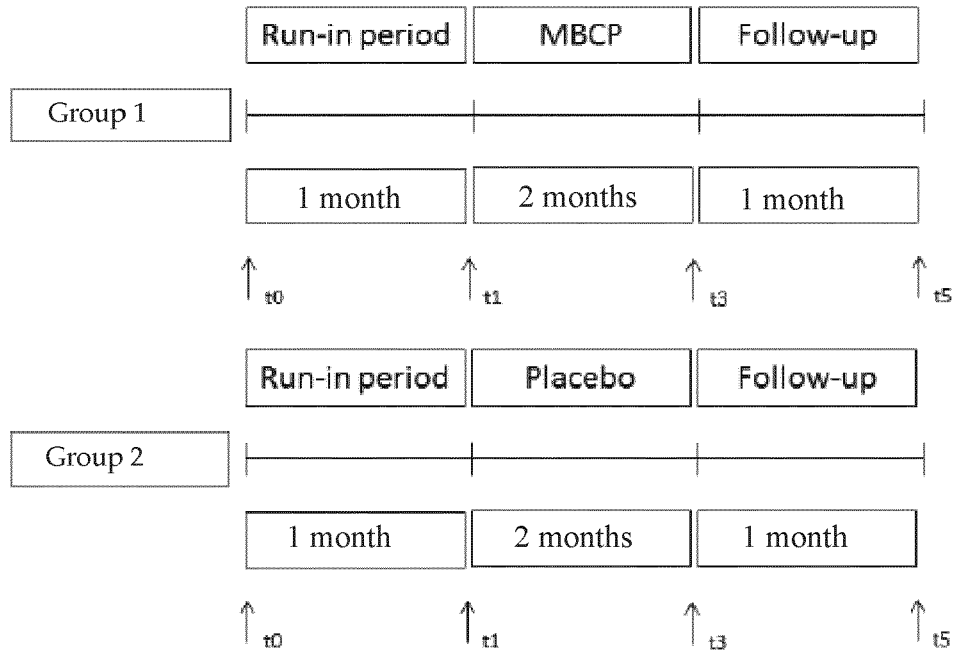 Run-in period MBCP Follow-up
Group 1
1 month 2 months 1 month
t0 t1 t3 t5
Run-in period Placebo Follow-up
Group 2
1 month 2 months 1 month
t0 t1 t3 t5